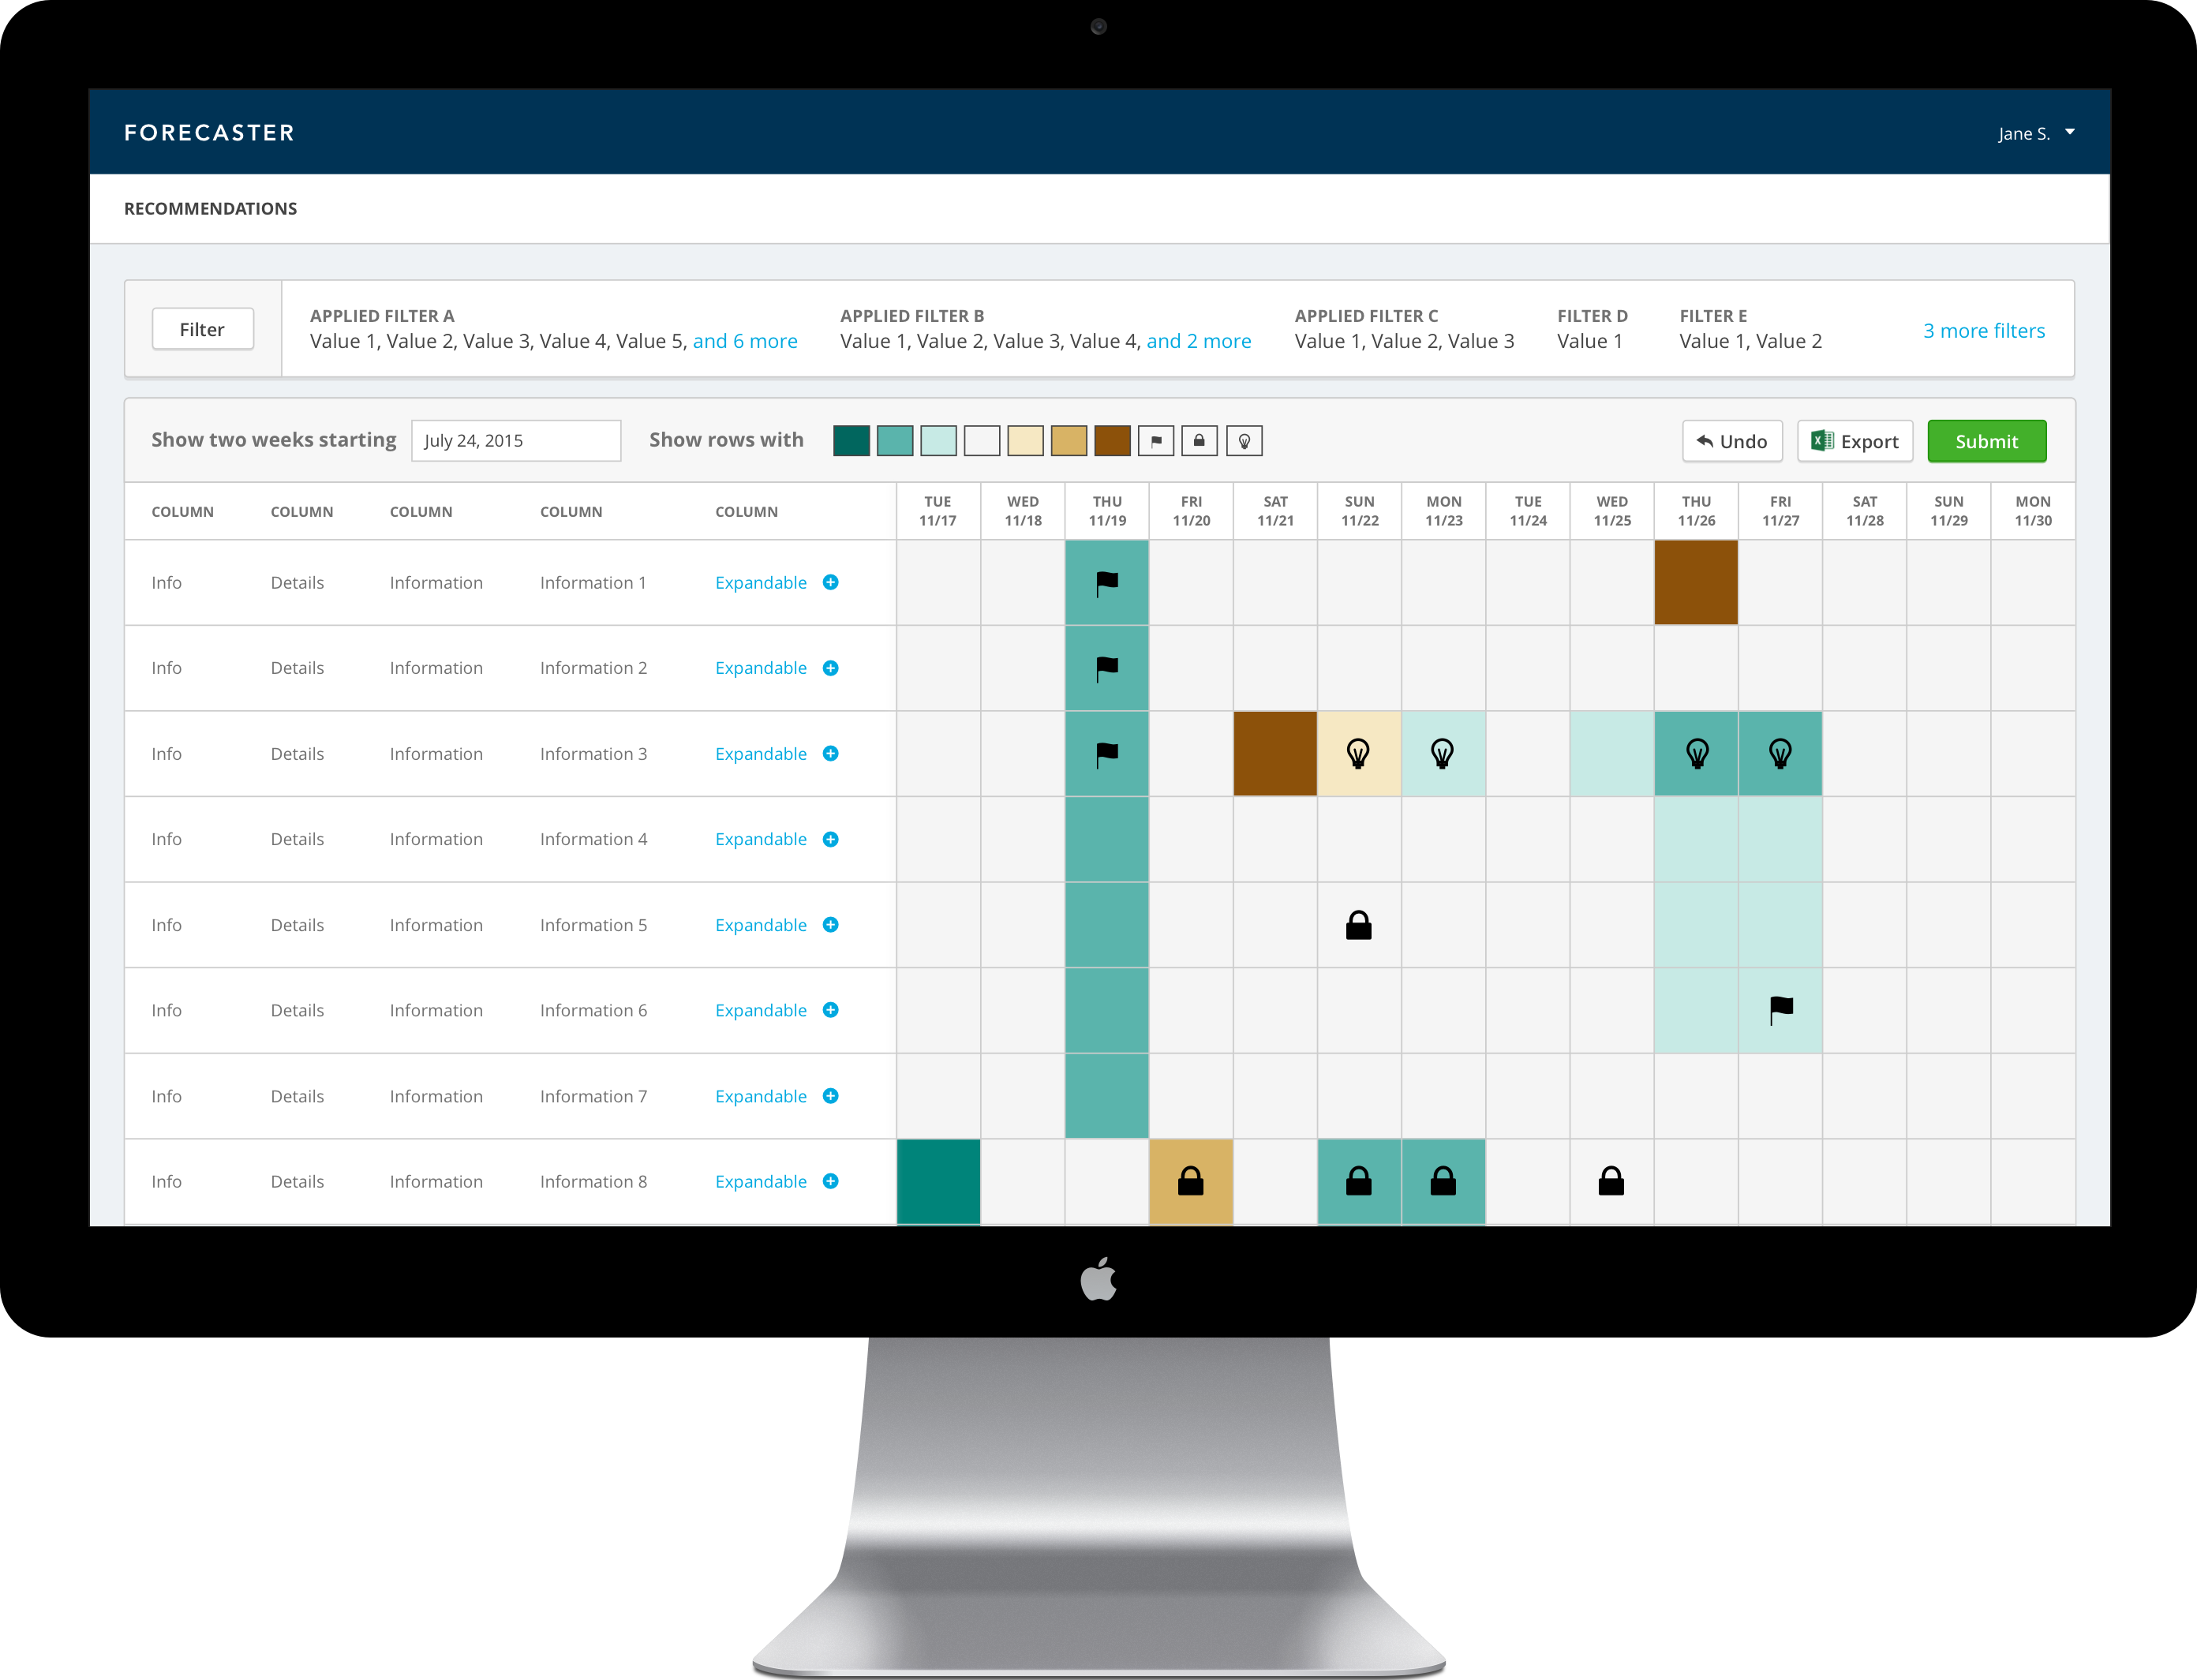 FORECASTER
Jane S.
RECOMMENDATIONS
Filter
APPLIED FILTER A
Value 1, Value 2, Value 3, Value 4, Value 5, and 6 more
APPLIED FILTER B
Value 1, Value 2, Value 3, Value 4, and 2 more
APPLIED FILTER C
Value 1, Value 2, Value 3
FILTER D
Value 1
FILTER E
Value 1, Value 2
3 more filters
Show two weeks starting
July 24, 2015
Show rows with
Undo
Export
Submit
COLUMN COLUMN COLUMN COLUMN COLUMN
TUE 11/17
WED 11/18
THU 11/19
FRI 11/20
SAT 11/21
SUN 11/22
MON 11/23
TUE 11/24
WED 11/25
THU 11/26
FRI 11/27
SAT 11/28
SUN 11/29
MON 11/30
Info Details Information Information 1 Expandable
Info Details Information Information 2 Expandable
Info Details Information Information 3 Expandable
Info Details Information Information 4 Expandable
Info Details Information Information 5 Expandable
Info Details Information Information 6 Expandable
Info Details Information Information 7 Expandable
Info Details Information Information 8 Expandable